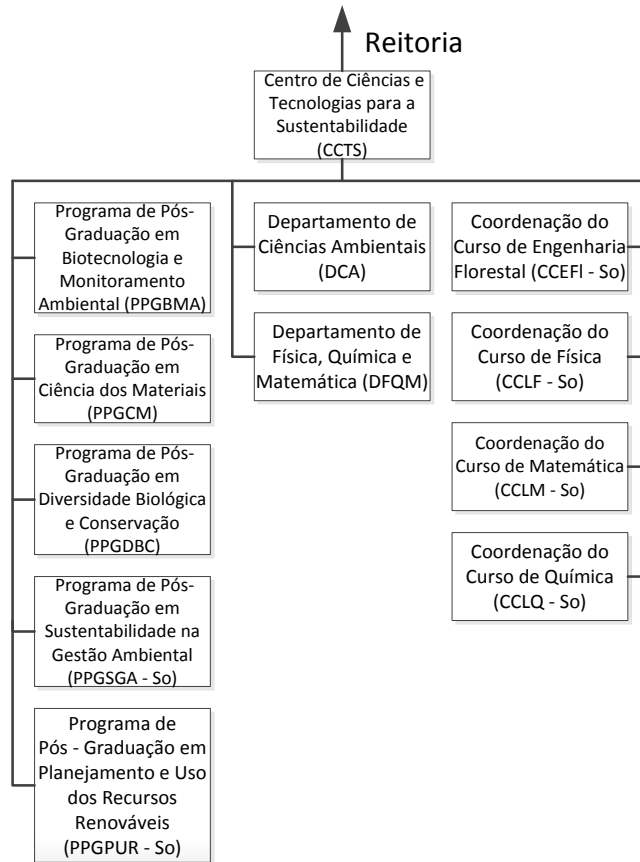 Reitoria
Centro de Ciências e
Tecnologias para a
Sustentabilidade
(CCTS)
Programa de Pós-
Graduação em
Biotecnologia e
Monitoramento
Ambiental (PPGBMA)
Programa de Pós-
Graduação em
Ciência dos Materiais
(PPGCM)
Programa de Pós-
Graduação em
Diversidade Biológica
e Conservação
(PPGDBC)
Programa de Pós-
Graduação em
Sustentabilidade na
Gestão Ambiental
(PPGSGA - So)
Programa de
Pós - Graduação em
Planejamento e Uso
dos Recursos
Renováveis
(PPGPUR - So)
Departamento de
Ciências Ambientais
(DCA)
Departamento de
Física, Química e
Matemática (DFQM)
Coordenação do
Curso de Engenharia
Florestal (CCEFl - So)
Coordenação do
Curso de Física
(CCLF - So)
Coordenação do
Curso de Matemática
(CCLM - So)
Coordenação do
Curso de Química
(CCLQ - So)